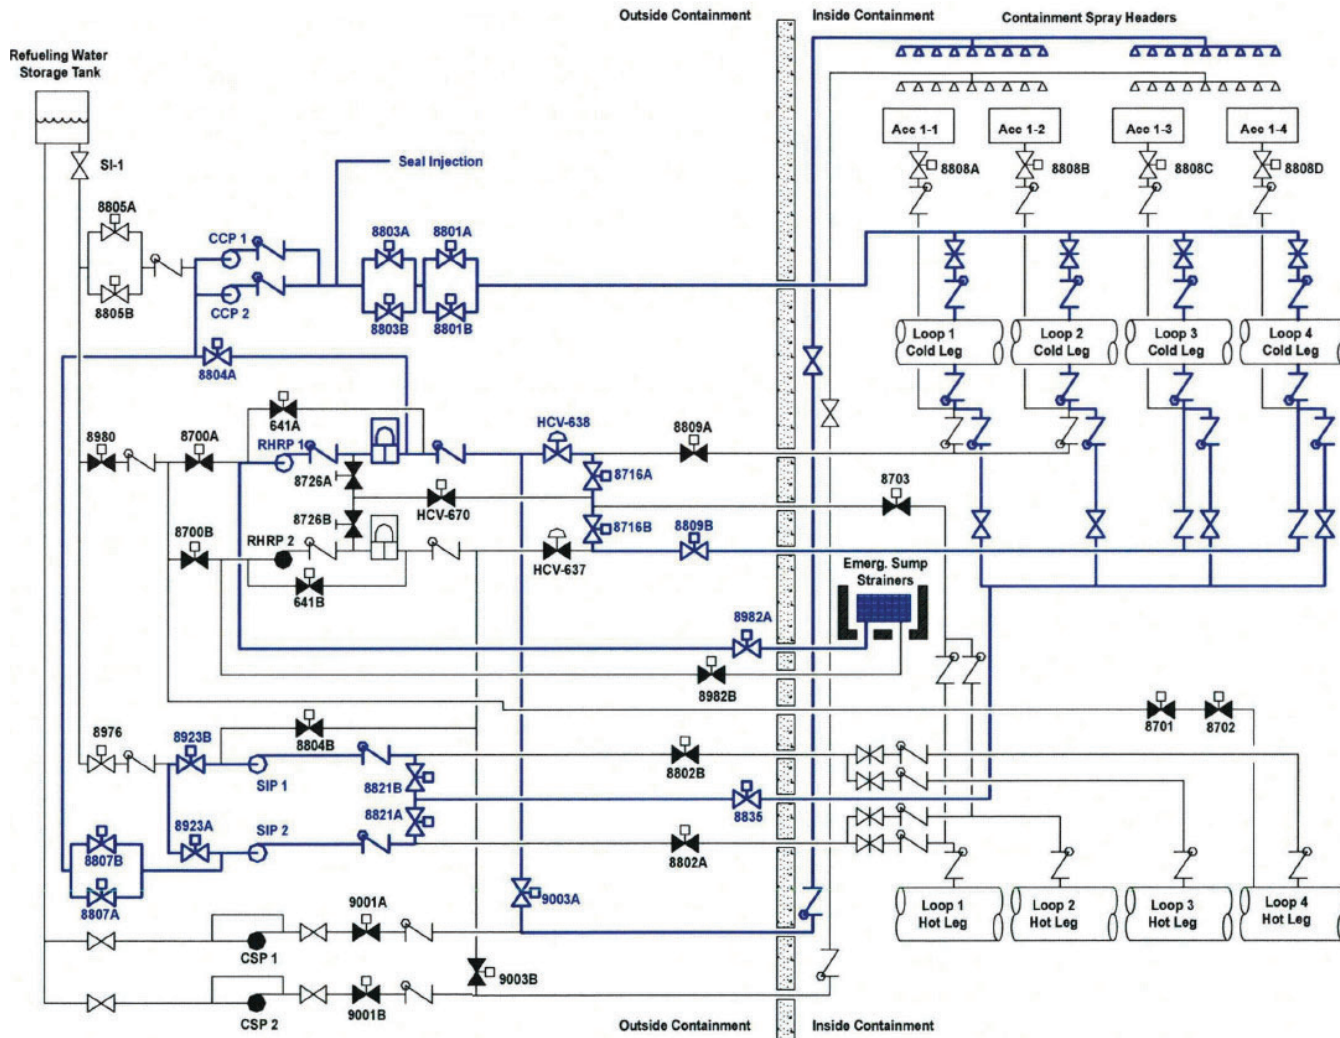 Outside Containment
Inside Containment
Containment Spray Headers
Refueling Water
Storage Tank
SI-1
Seal Injection
Acc 1-1
Acc 1-2
Acc 1-3
Acc 1-4
8808A
8808B
8808C
8808D
8805A
8805B
CCP 1
CCP 2
8803A
8801A
8803B
8801B
8804A
Loop 1
Cold Leg
Loop 2
Cold Leg
Loop 3
Cold Leg
Loop 4
Cold Leg
641A
HCV-638
8809A
8980
8700A
RHRP 1
8726A
8716A
8703
HCV-670
8726B
8700B
RHRP 2
8716B
8809B
HCV-637
641B
Emerg. Sump
Strainers
8982A
8982B
8701
8702
8976
8923B
8804B
SIP 1
8821B
8802B
8835
8821A
8923A
SIP 2
8802A
8807B
8807A
9001A
9003A
CSP 1
9003B
9001B
CSP 2
Loop 1
Hot Leg
Loop 2
Hot Leg
Loop 3
Hot Leg
Loop 4
Hot Leg
Outside Containment
Inside Containment